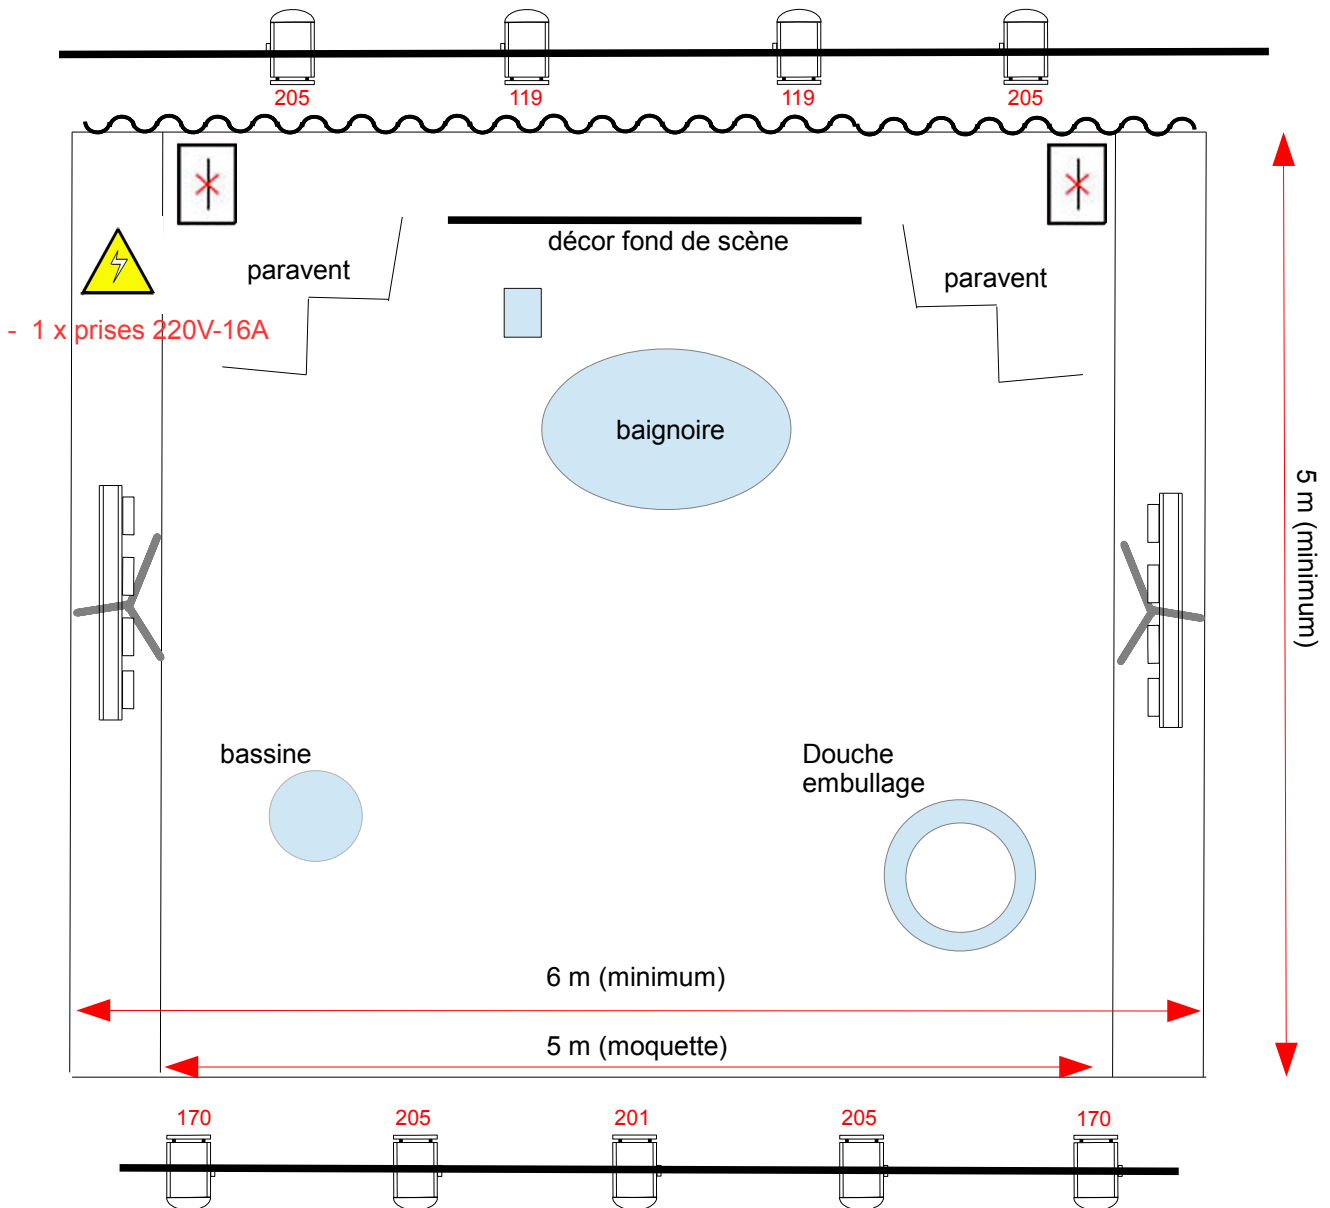 205
119
119
205
décor fond de scène
paravent
paravent
- 1 x prises 220V-16A
baignoire
5 m (minimum)
bassine
Douche
embullage
6 m (minimum)
5 m (moquette)
170
205
201
205
170